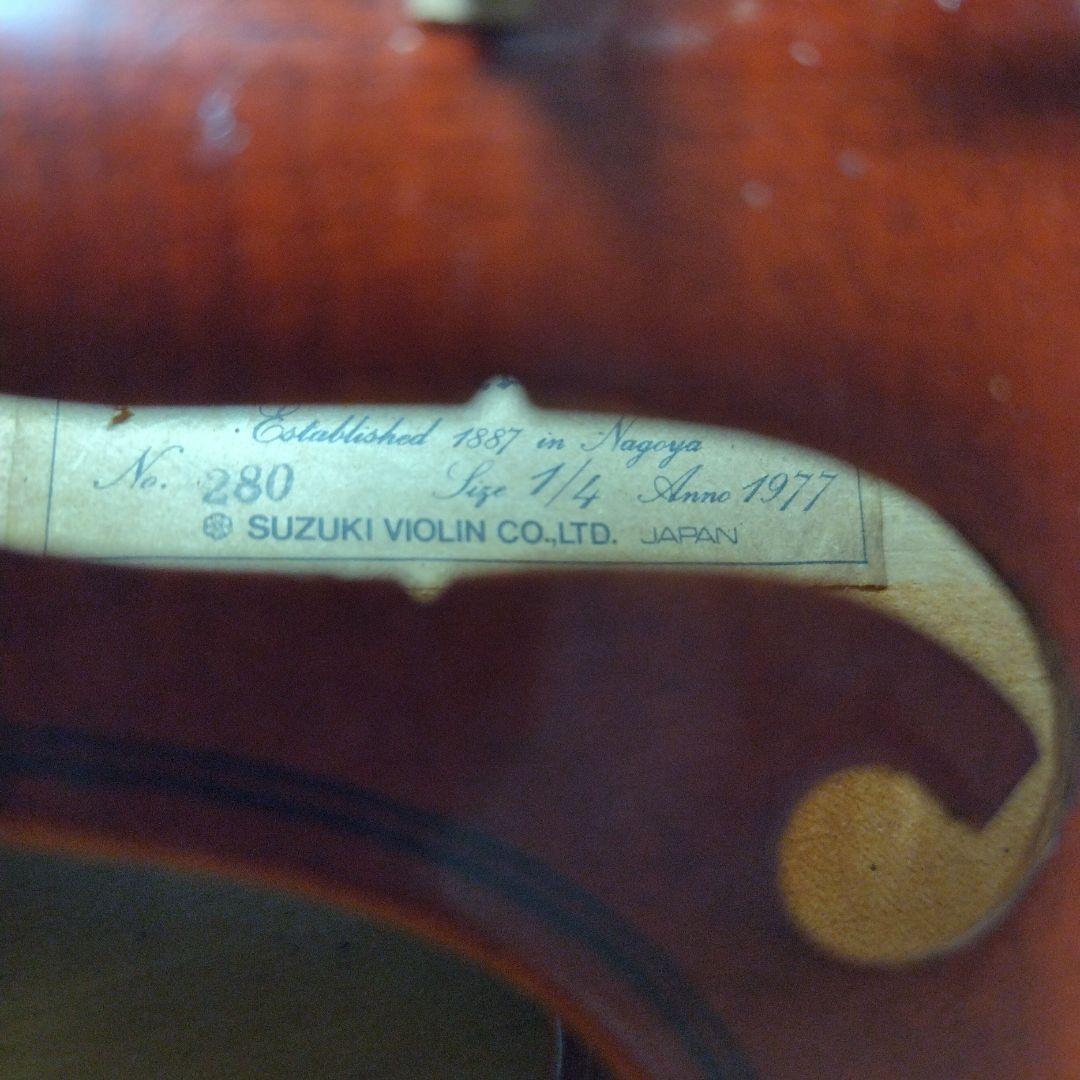 Established 1887 in Nagoya
No. 280 Size 1/4 Anno 1977
SUZUKI VIOLIN CO.,LTD. JAPAN